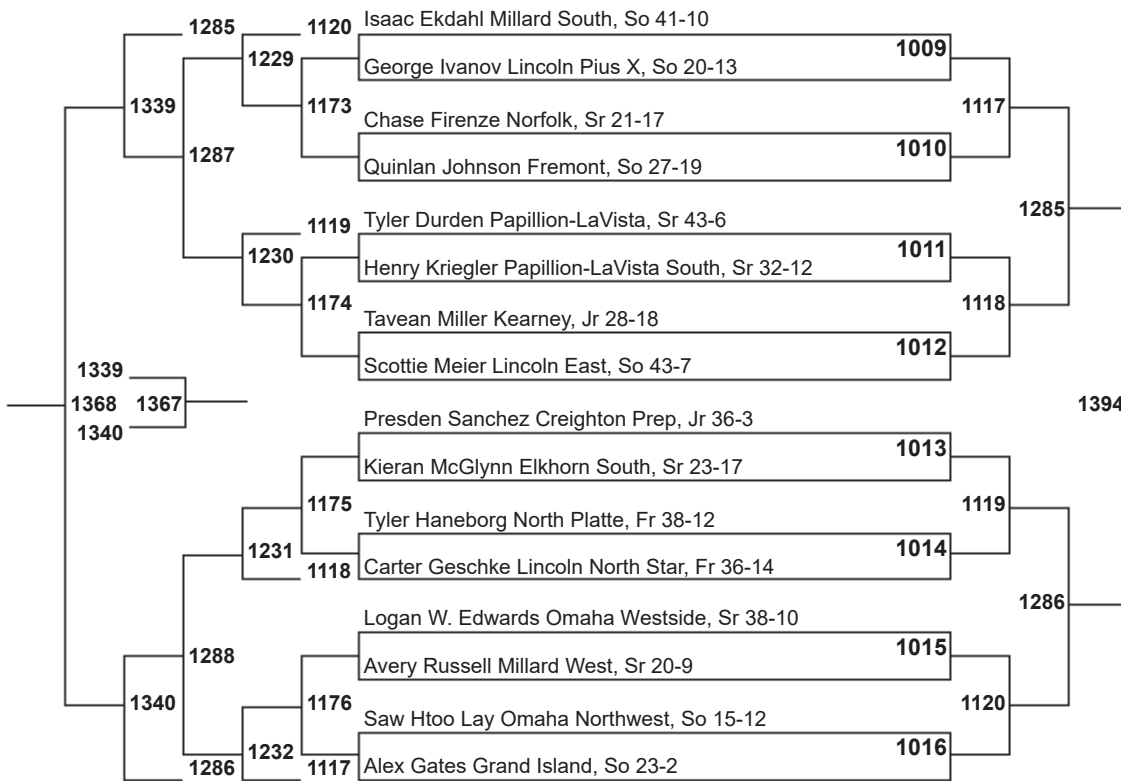 1285 1120 Isaac Ekdahl Millard South, So 41-10
1229 1009
George Ivanov Lincoln Pius X, So 20-13
1339 1173 1117
Chase Firenze Norfolk, Sr 21-17
1287 1010
Quinlan Johnson Fremont, So 27-19
1285
1119 Tyler Durden Papillion-LaVista, Sr 43-6
1230 1011
Henry Kriegler Papillion-LaVista South, Sr 32-12
1174 1118
Tavean Miller Kearney, Jr 28-18
1012
1339 Scottie Meier Lincoln East, So 43-7
1368 1367 1394
1340 Presden Sanchez Creighton Prep, Jr 36-3
1013
Kieran McGlynn Elkhorn South, Sr 23-17
1175 1119
Tyler Haneborg North Platte, Fr 38-12
1231 1014
1118 Carter Geschke Lincoln North Star, Fr 36-14
1286
Logan W. Edwards Omaha Westside, Sr 38-10
1288 1015
Avery Russell Millard West, Sr 20-9
1340 1176 1120
Saw Htoo Lay Omaha Northwest, So 15-12
1232 1016
1286 1117 Alex Gates Grand Island, So 23-2